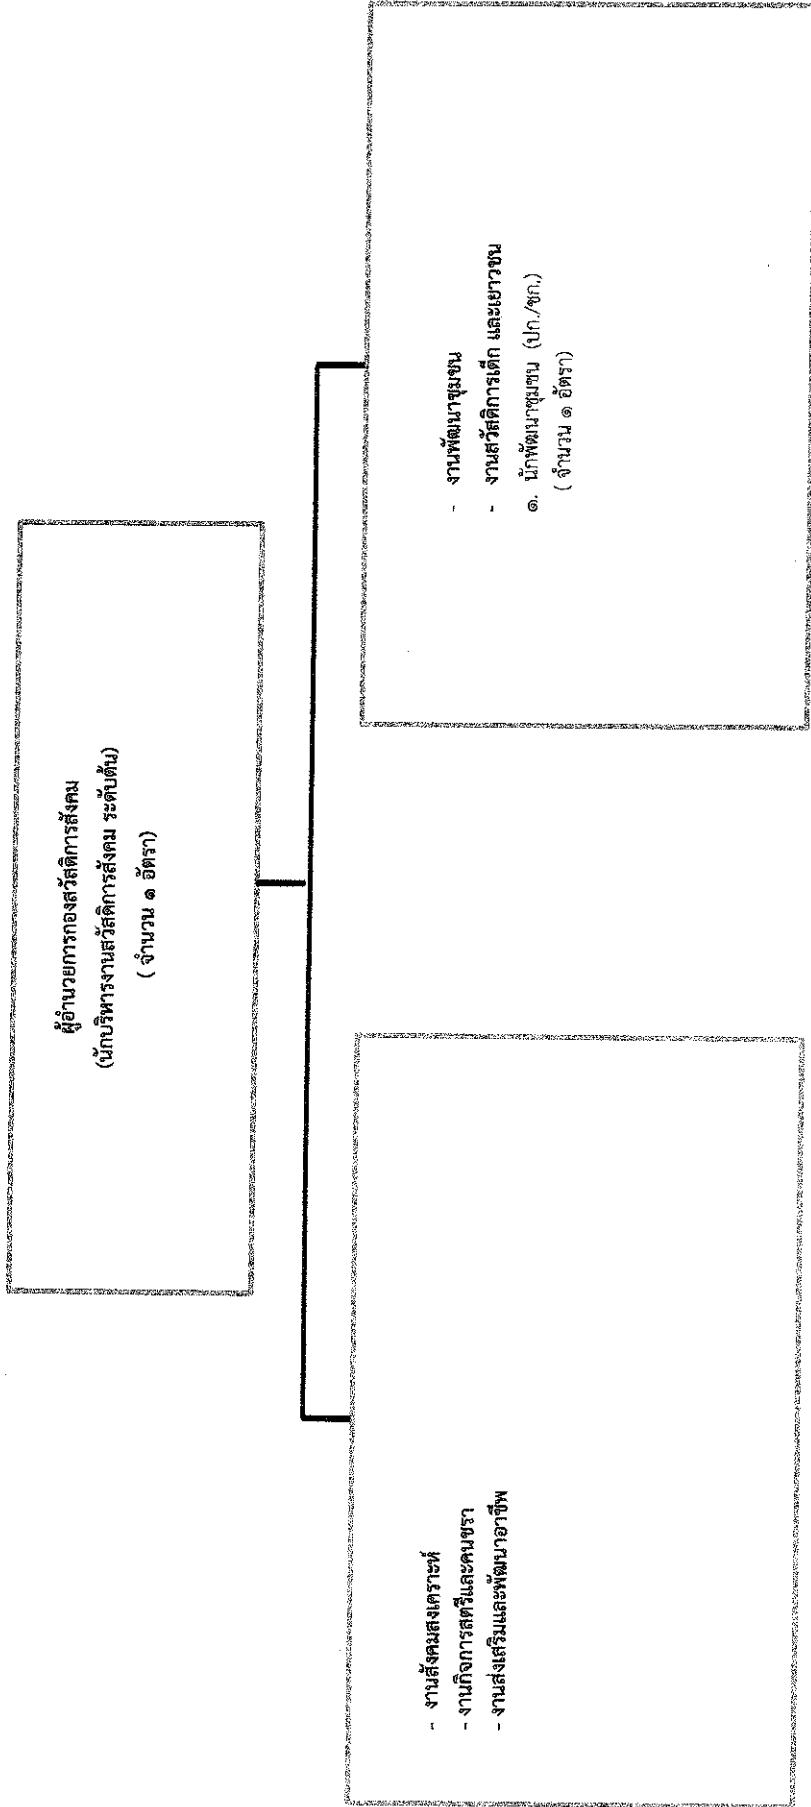 ผู้อำนวยการกองสวัสดิการสังคม
(นักบริหารงานสวัสดิการสังคม ระดับต้น)
( จำนวน ๑ อัตรา)
- งานสังคมสงเคราะห์
- งานกิจการสตรีและคนชรา
- งานส่งเสริมและพัฒนาอาชีพ
- งานพัฒนาชุมชน
- งานสวัสดิการเด็ก และเยาวชน
๑. นักพัฒนาชุมชน (ปก./ชก.)
( จำนวน ๑ อัตรา)